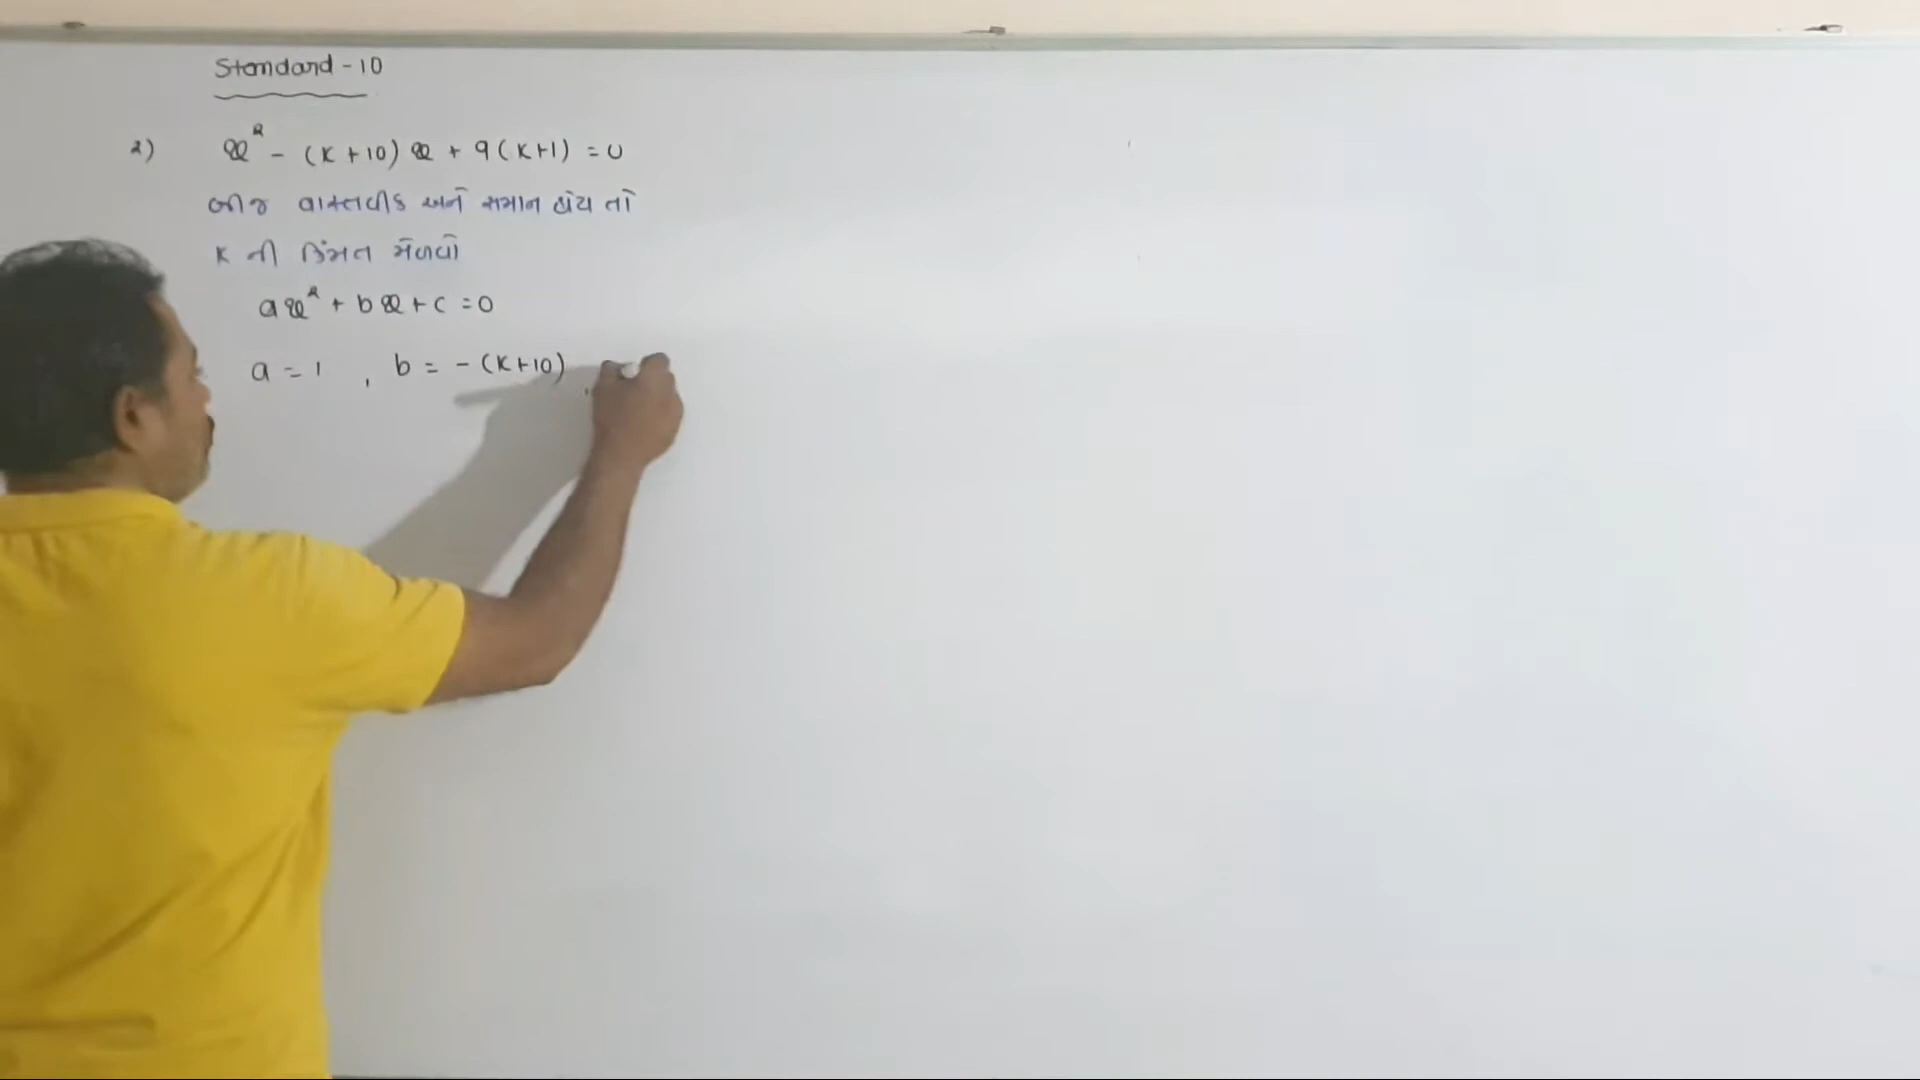 Standard - 10
2) x² - (K+10) x + 9 (K+1) = 0
બીજ વાસ્તવીક અને સમાન હોય તો
K ની કિંમત મેળવો
ax² + bx + c = 0
a = 1 , b = - (K+10) ,